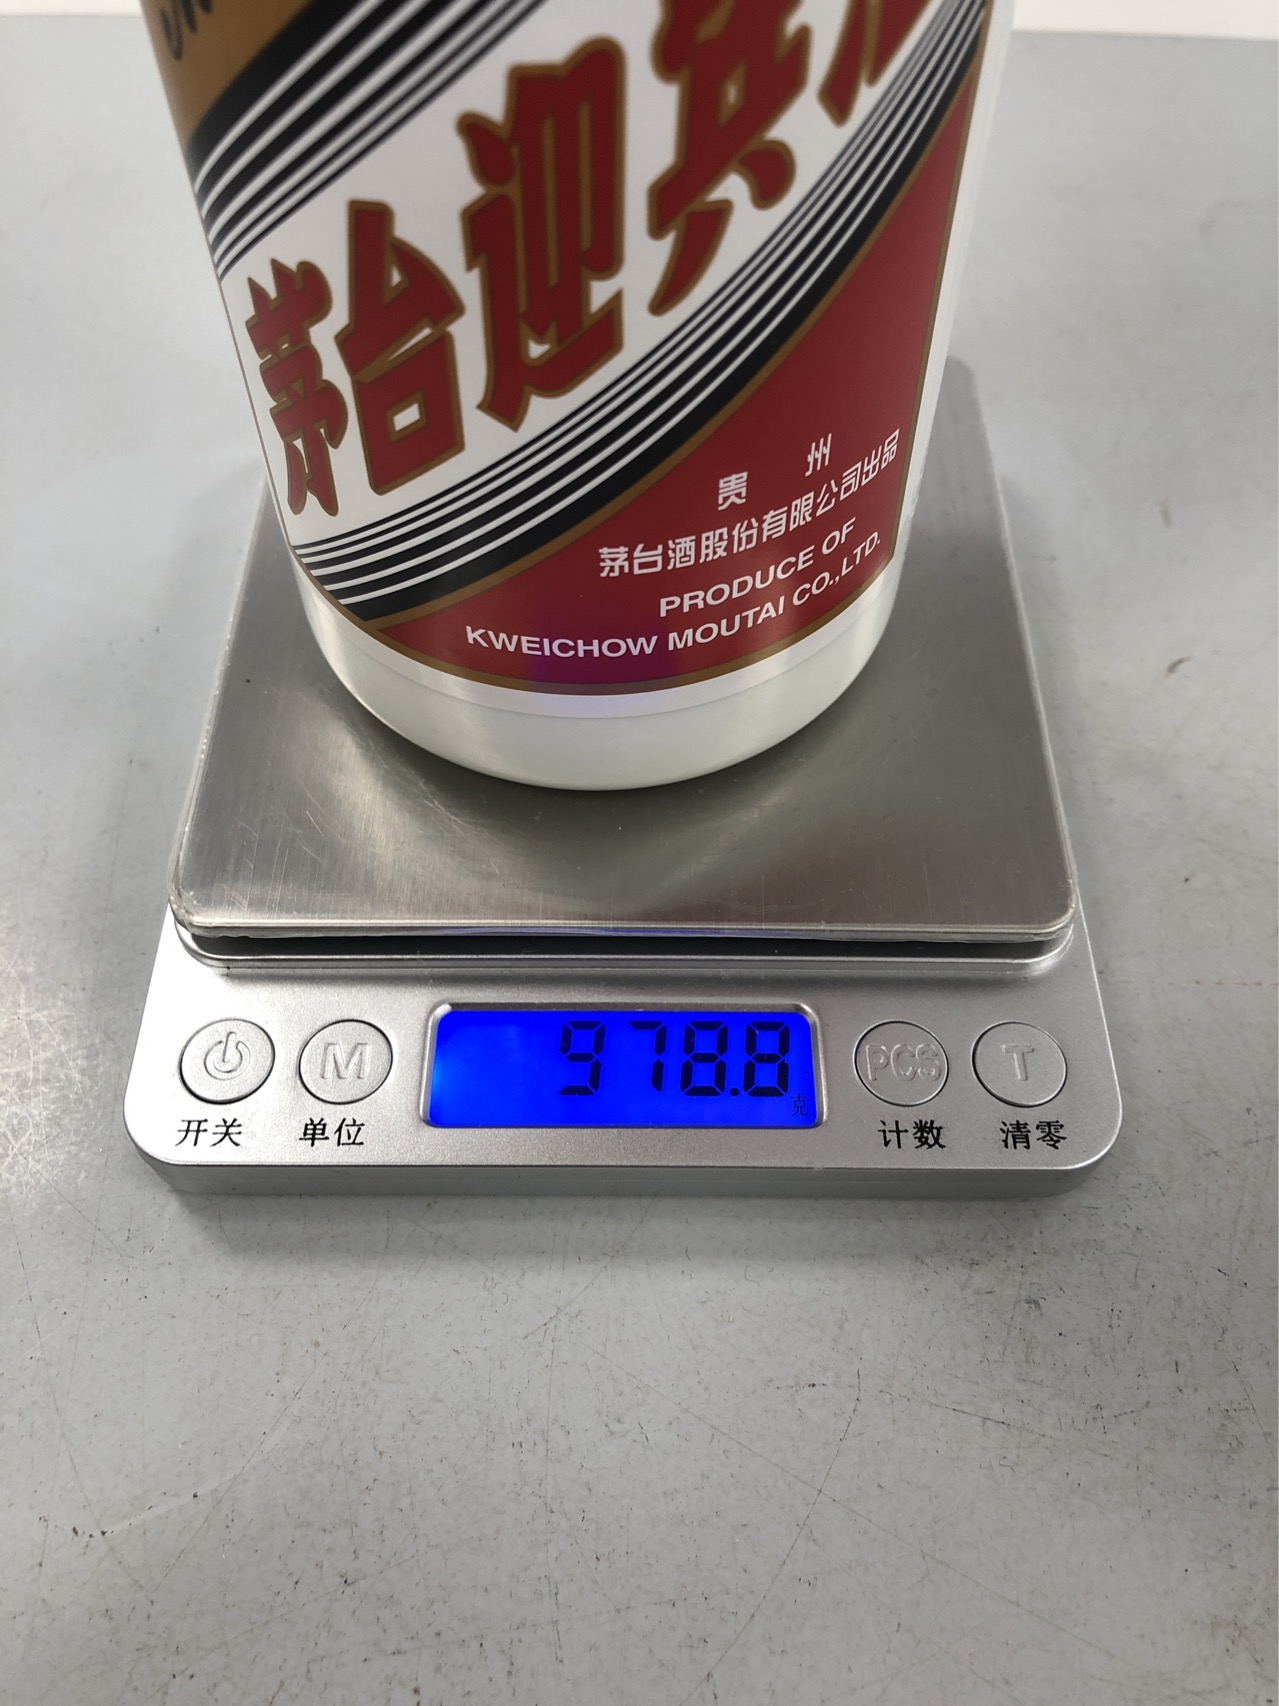 茅台迎宾
贵 州
茅台酒股份有限公司出品
PRODUCE OF
KWEICHOW MOUTAI CO.,LTD.
M
978.8
克
PCS
T
开关
单位
计数
清零